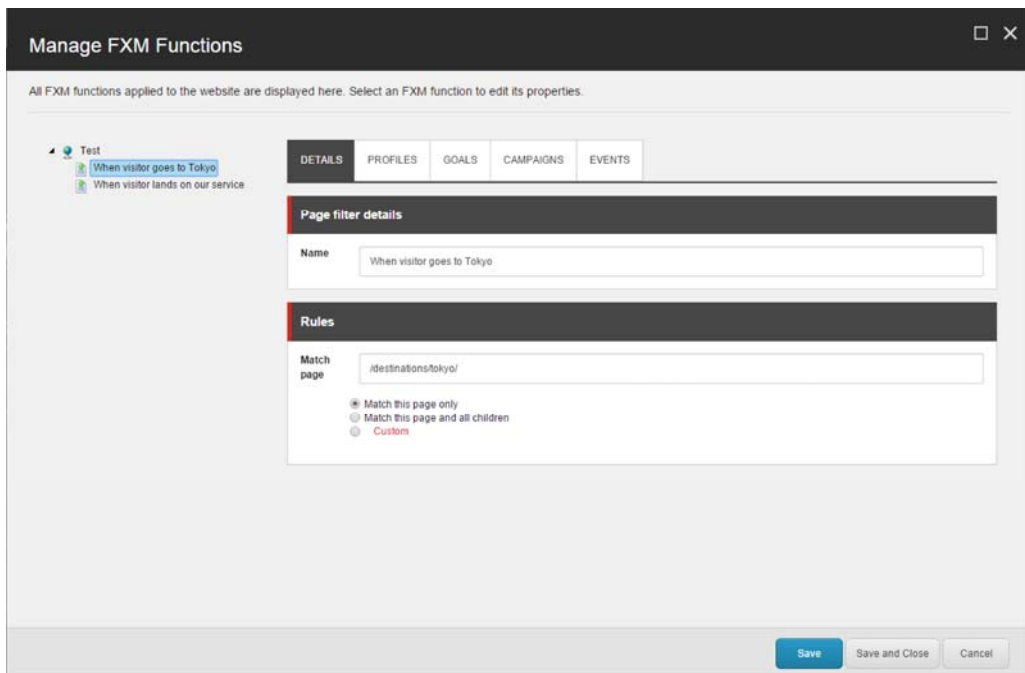 Manage FXM Functions
All FXM functions applied to the website are displayed here. Select an FXM function to edit its properties.
Test
When visitor goes to Tokyo
When visitor lands on our service
DETAILS
PROFILES
GOALS
CAMPAIGNS
EVENTS
Page filter details
Name
When visitor goes to Tokyo
Rules
Match
page
/destinations/tokyo/
Match this page only
Match this page and all children
Custom
Save
Save and Close
Cancel